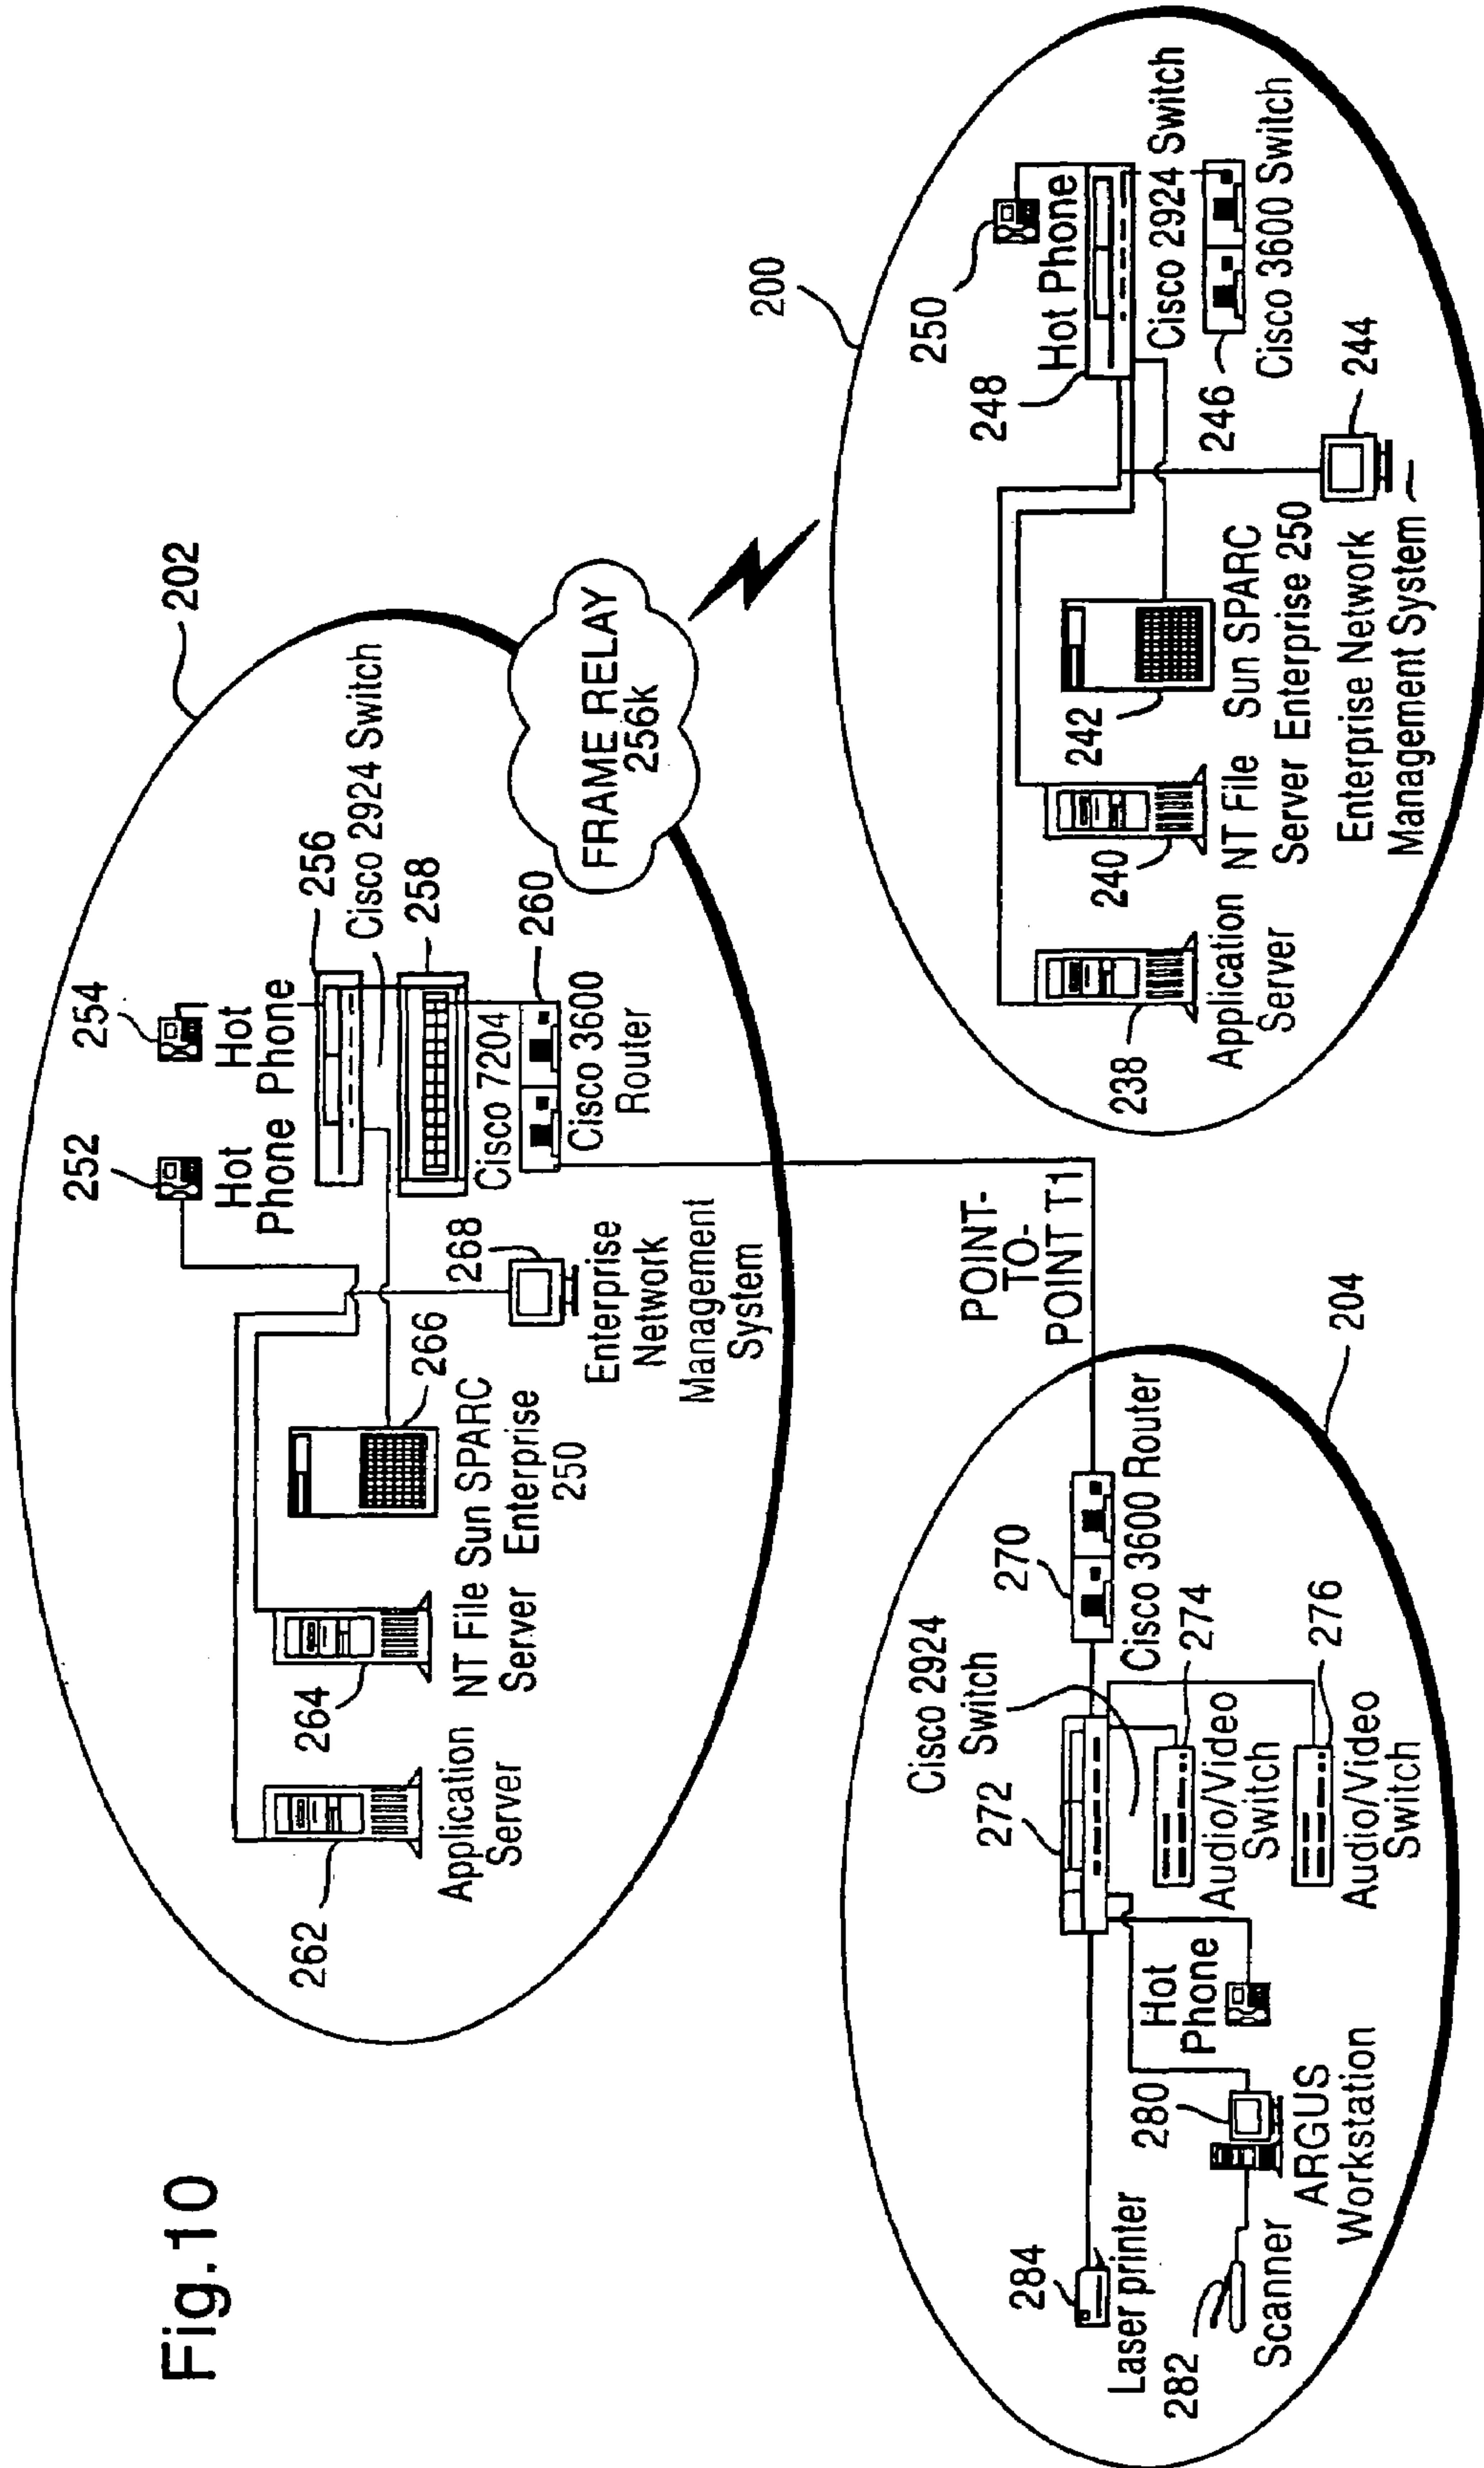 Fig.10
202
254
252
Hot
Phone
Hot
Phone
256
Cisco 2924 Switch
258
Cisco 7204
260
Cisco 3600
Router
262
Application
Server
264
NT File
Server
266
Sun SPARC
Enterprise
250
268
Enterprise
Network
Management
System
FRAME RELAY
256k
POINT-
TO-
POINT T1
200
250
Hot Phone
248
Cisco 2924 Switch
246
Cisco 3600 Switch
244
Enterprise Network
Management System
242
Sun SPARC
Enterprise 250
240
NT File
Server
238
Application
Server
204
270
Cisco 3600 Router
Cisco 2924
Switch
272
274
Audio/Video
Switch
276
Audio/Video
Switch
Hot
Phone
280
ARGUS
Workstation
284
Laser printer
282
Scanner